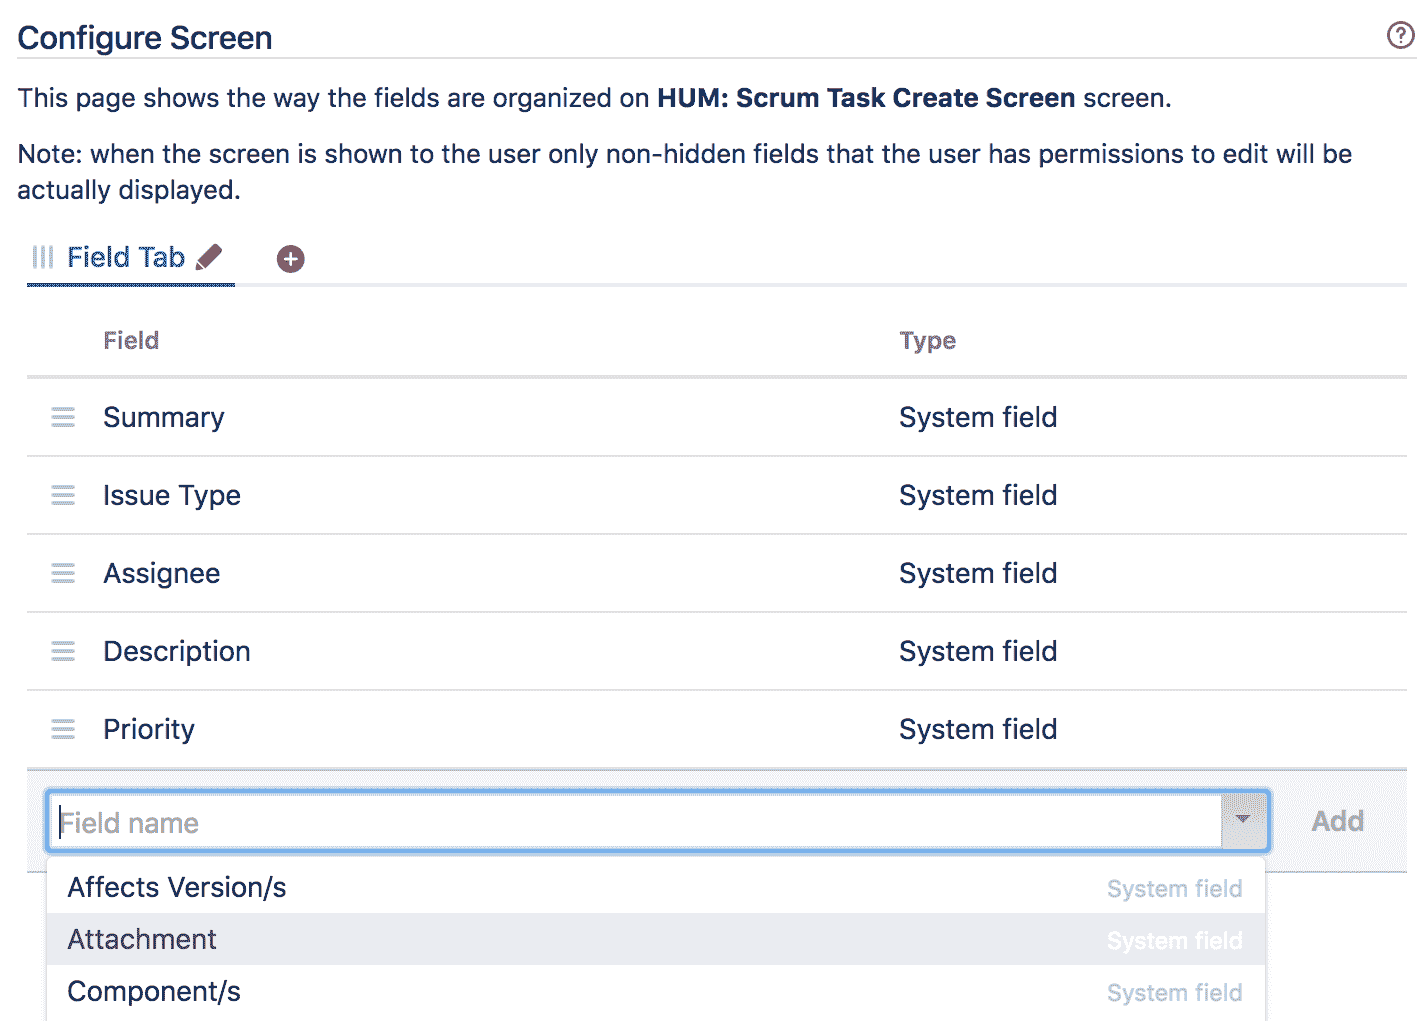 Configure Screen
?
This page shows the way the fields are organized on HUM: Scrum Task Create Screen screen.
Note: when the screen is shown to the user only non-hidden fields that the user has permissions to edit will be
actually displayed.
Field Tab
Field Type
Summary System field
Issue Type System field
Assignee System field
Description System field
Priority System field
Field name Add
Affects Version/s System field
Attachment System field
Component/s System field